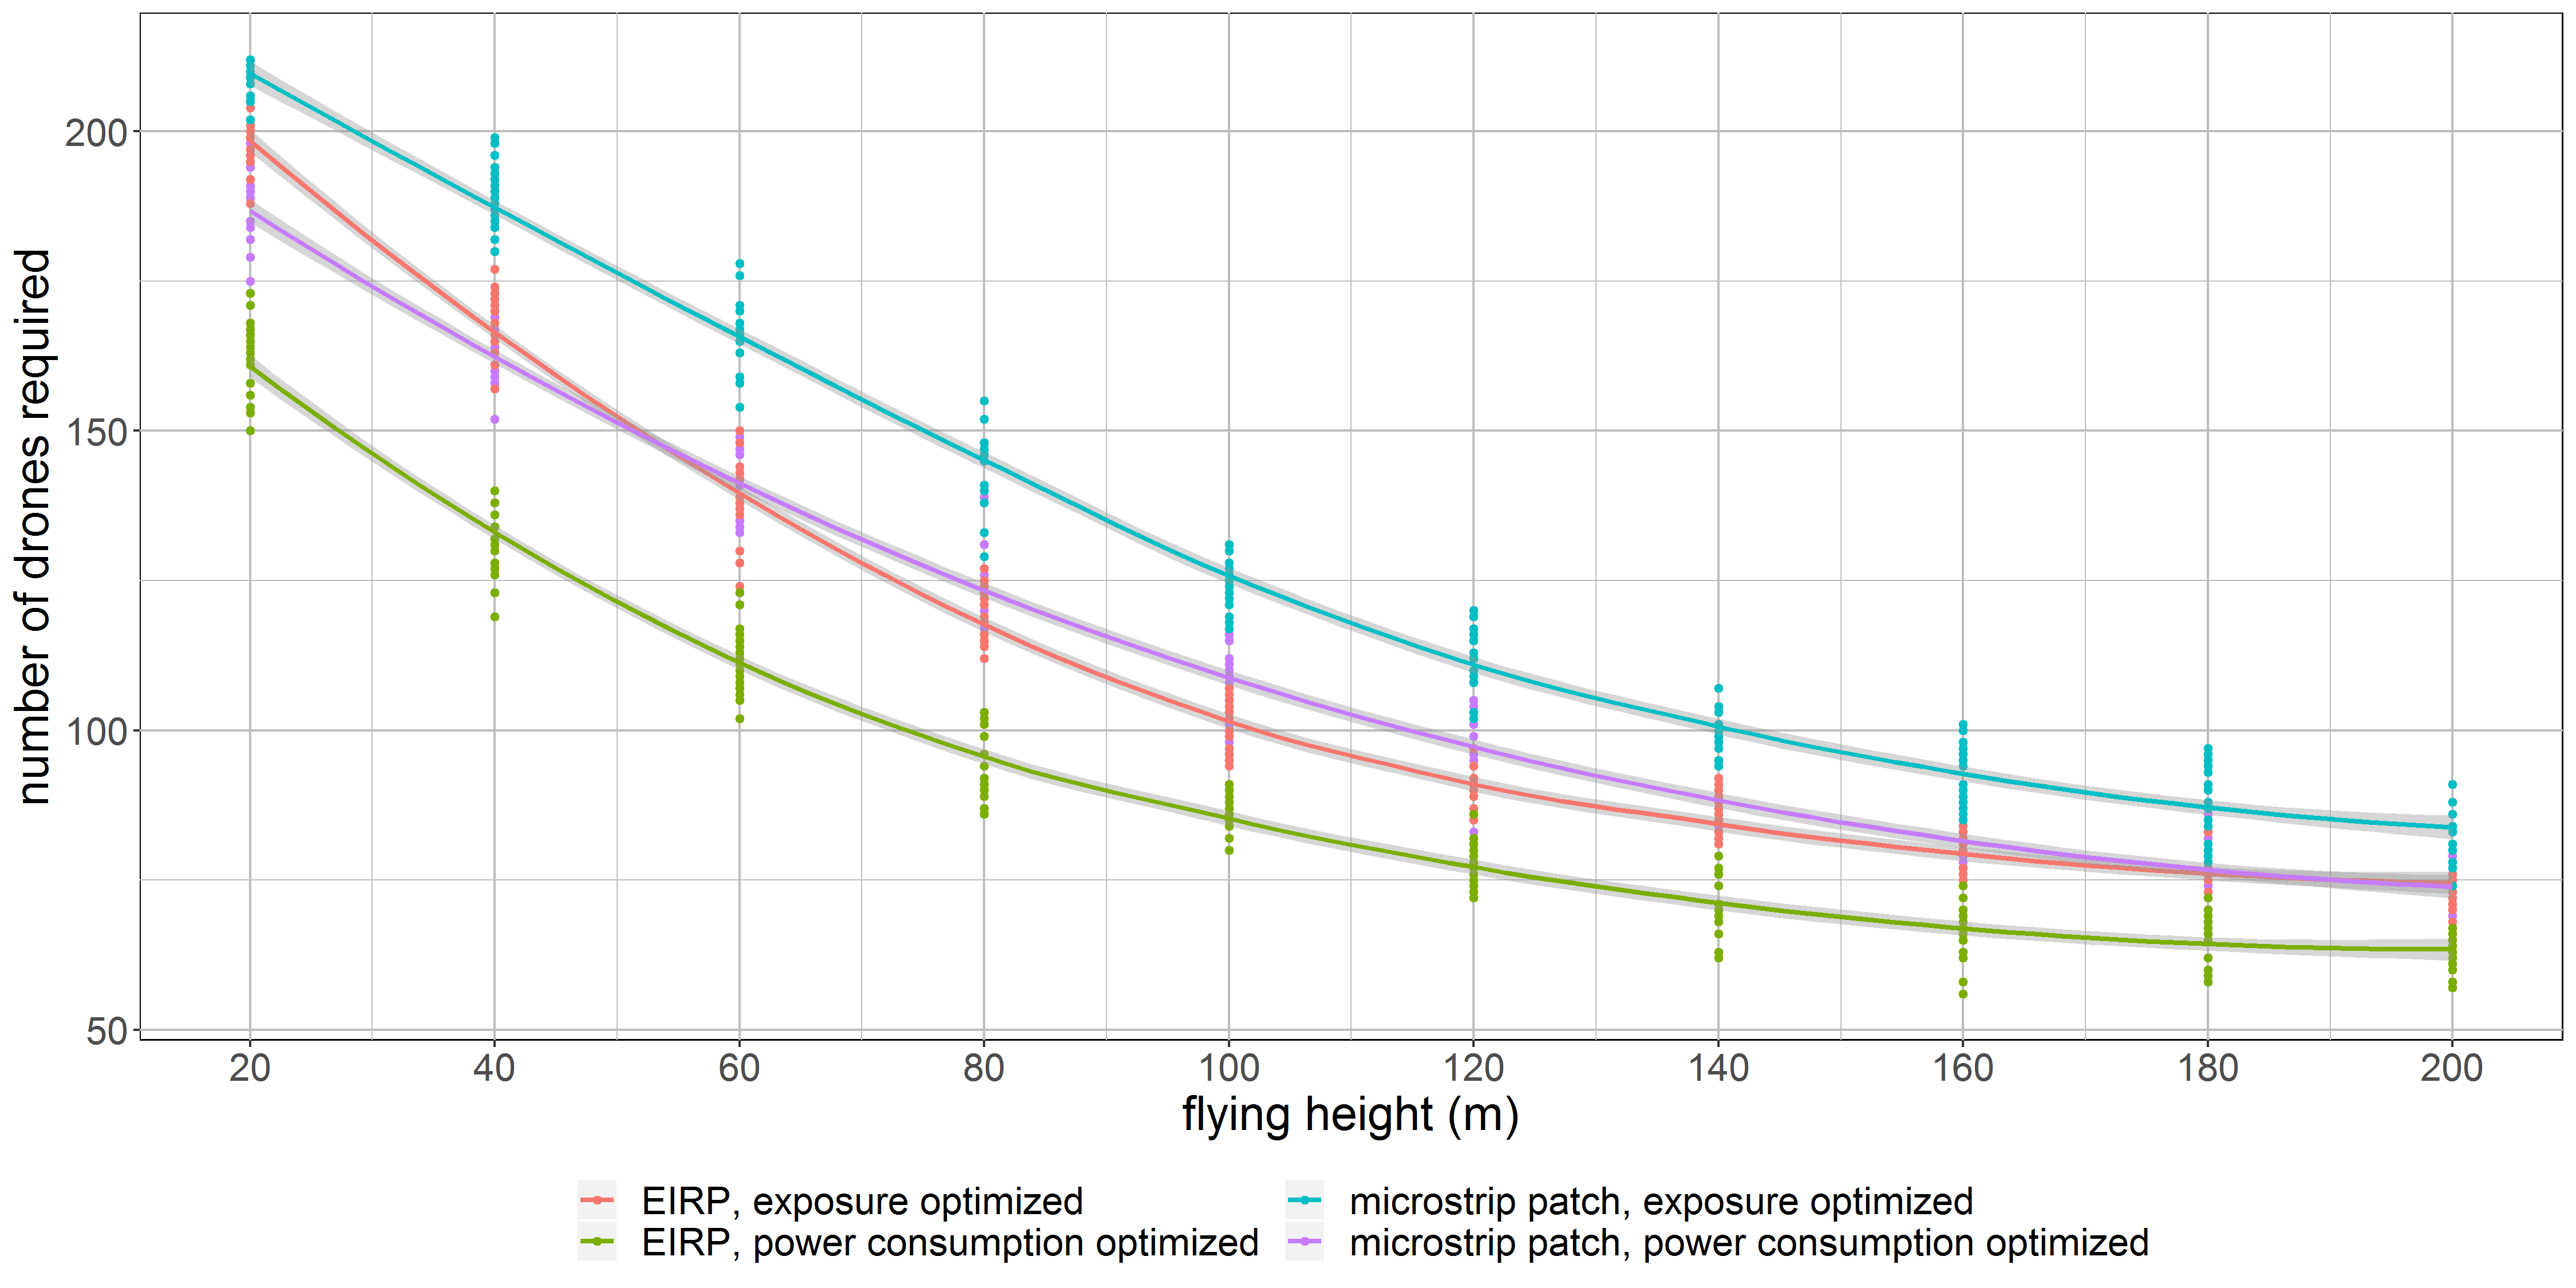 number of drones required
200
150
100
50
20 40 60 80 100 120 140 160 180 200
flying height (m)
EIRP, exposure optimized
EIRP, power consumption optimized
microstrip patch, exposure optimized
microstrip patch, power consumption optimized